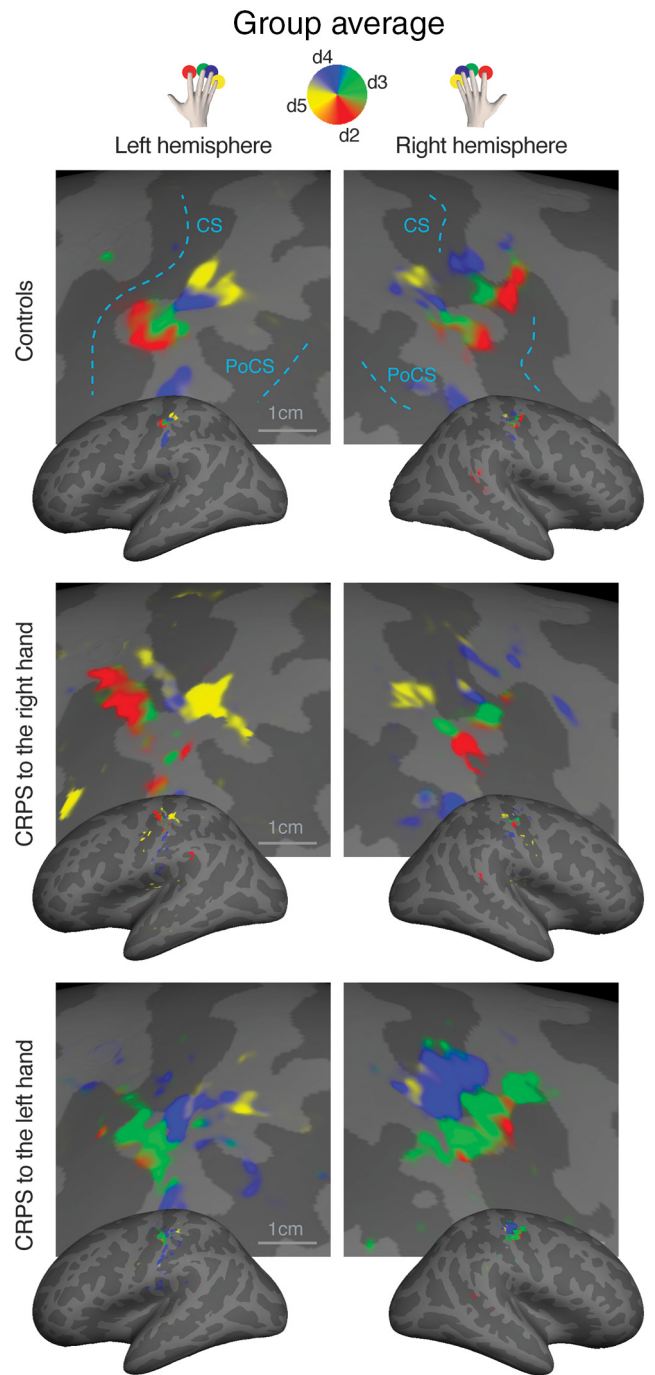 Group average
d4
d3
d5
d2
Left hemisphere
Right hemisphere
Controls
CS
PoCS
1cm
CS
PoCS
CRPS to the right hand
1cm
CRPS to the left hand
1cm